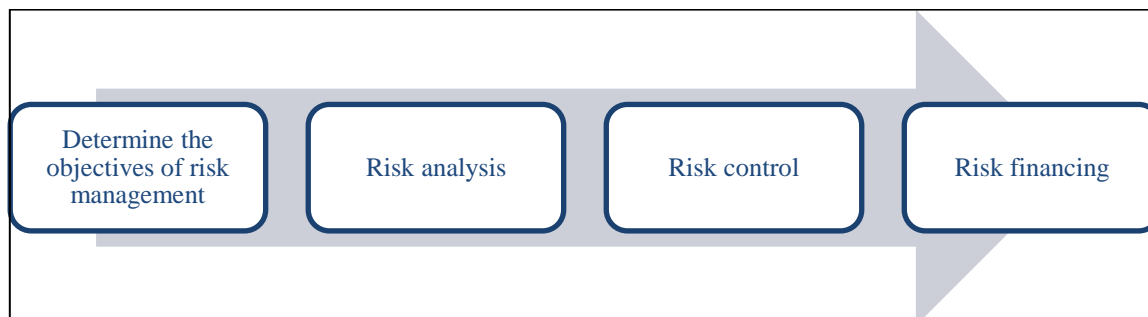 Determine the
objectives of risk
management
Risk analysis
Risk control
Risk financing